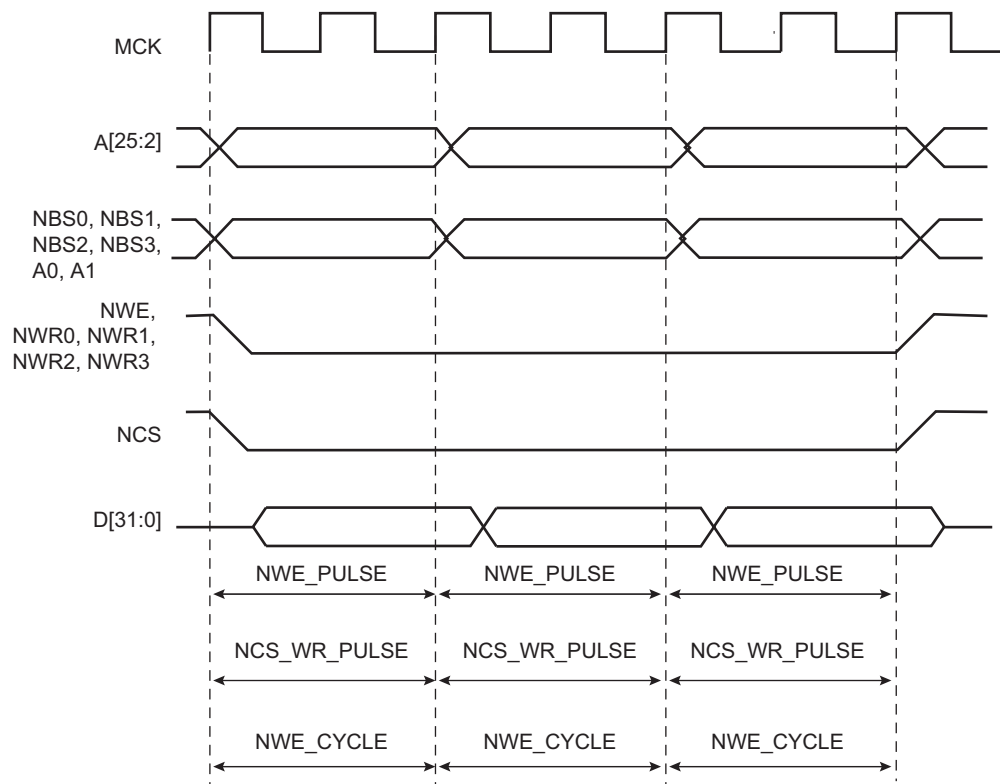 MCK
A[25:2]
NBS0, NBS1,
NBS2, NBS3,
A0, A1
NWE,
NWR0, NWR1,
NWR2, NWR3
NCS
D[31:0]
NWE_PULSE NWE_PULSE NWE_PULSE
NCS_WR_PULSE NCS_WR_PULSE NCS_WR_PULSE
NWE_CYCLE NWE_CYCLE NWE_CYCLE